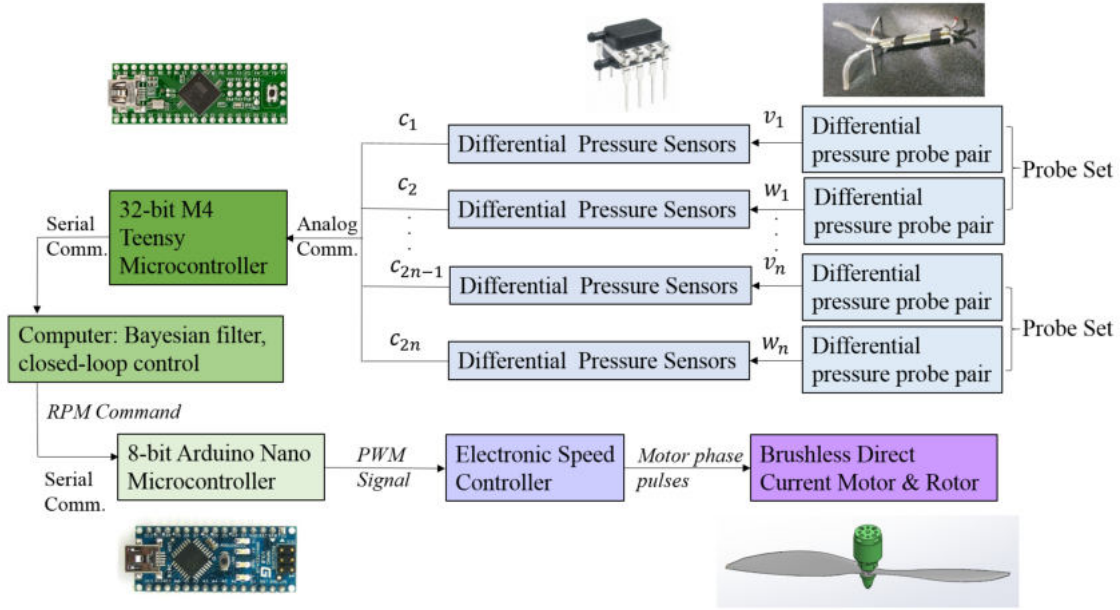 c₁
Differential Pressure Sensors
v₁
Differential
pressure probe pair
Probe Set
c₂
Differential Pressure Sensors
w₁
Differential
pressure probe pair
32-bit M4
Teensy
Microcontroller
Serial
Comm.
Analog
Comm.
c₂ₙ₋₁
Differential Pressure Sensors
vₙ
Differential
pressure probe pair
Probe Set
c₂ₙ
Differential Pressure Sensors
wₙ
Differential
pressure probe pair
Computer: Bayesian filter,
closed-loop control
RPM Command
Serial
Comm.
8-bit Arduino Nano
Microcontroller
PWM
Signal
Electronic Speed
Controller
Motor phase
pulses
Brushless Direct
Current Motor & Rotor